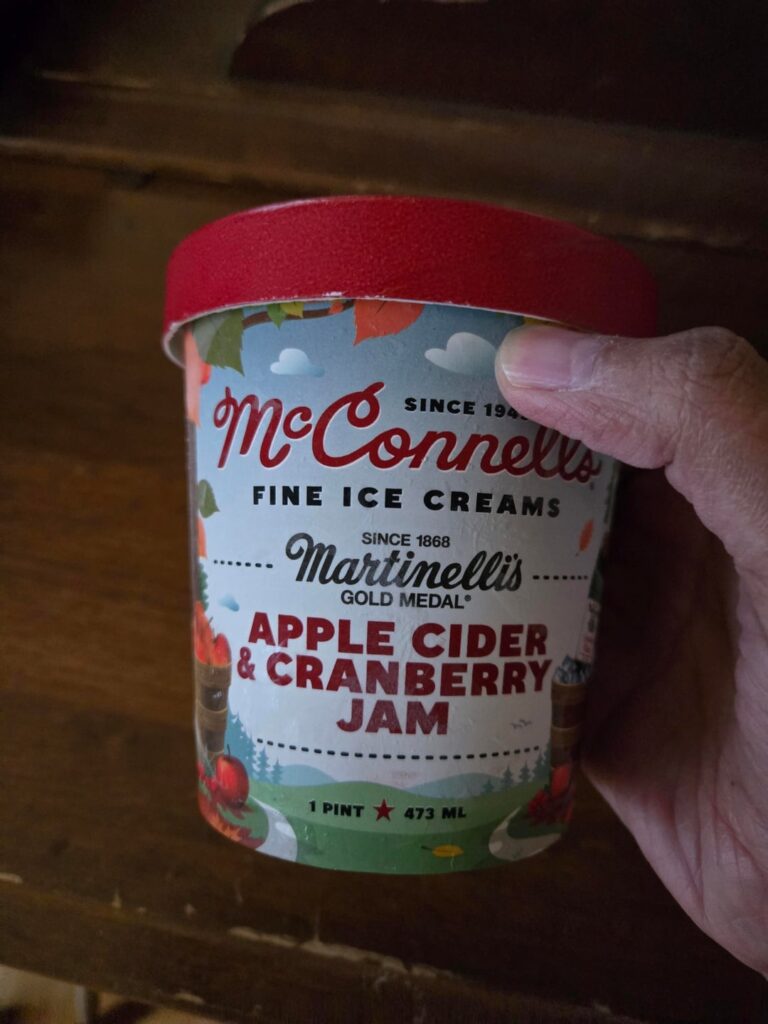 SINCE
McConnell's
FINE ICE CREAMS
SINCE 1868
Martinelli's
GOLD MEDAL®
APPLE CIDER
& CRANBERRY
JAM
1 PINT ★ 473 ML